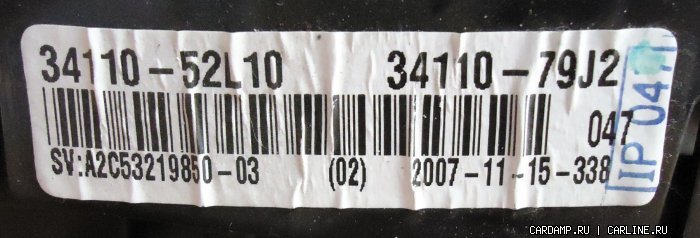 34110-52L10 34110-79J2
047
SV:A2C53219850-03 (02) 2007-11-15-338
IP 047
CARDAMP.RU | CARLINE.RU